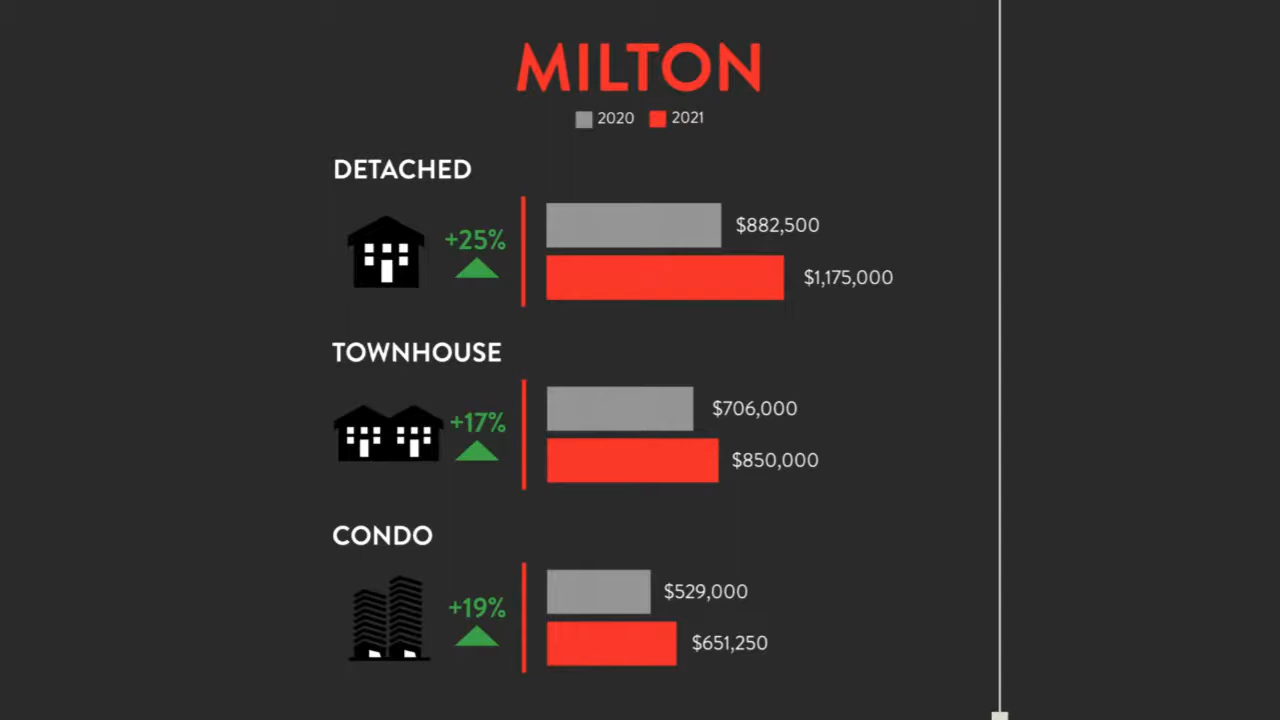 MILTON
2020 2021
DETACHED
+25%
$882,500
$1,175,000
TOWNHOUSE
+17%
$706,000
$850,000
CONDO
+19%
$529,000
$651,250